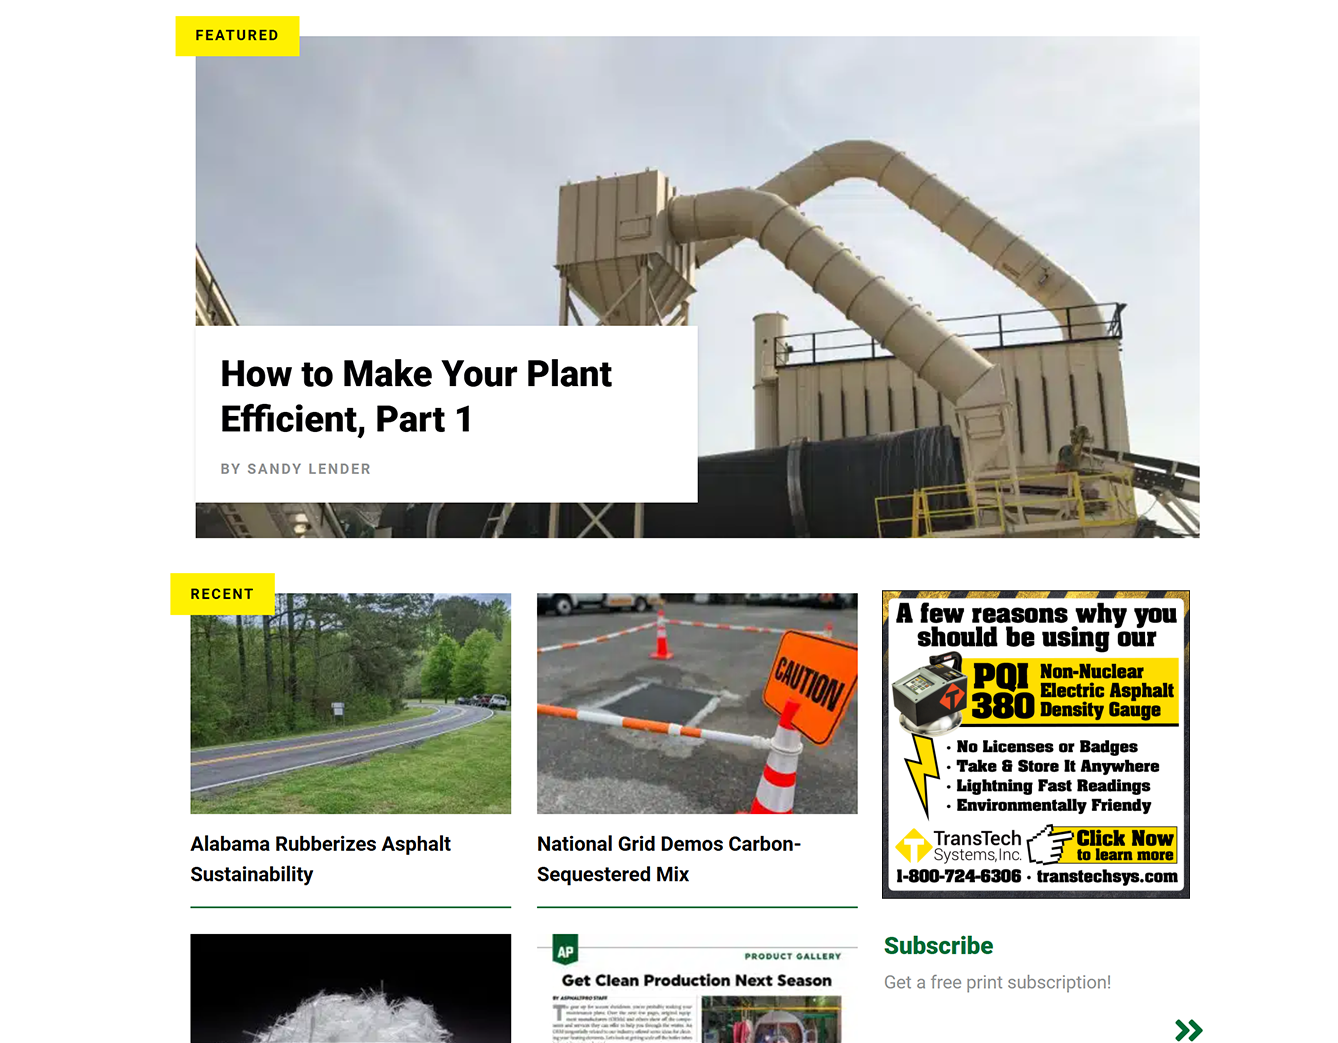 FEATURED
How to Make Your Plant
Efficient, Part 1
BY SANDY LENDER
RECENT
CAUTION
Alabama Rubberizes Asphalt
Sustainability
National Grid Demos Carbon-
Sequestered Mix
A few reasons why you
should be using our
PQI
380
Non-Nuclear
Electric Asphalt
Density Gauge
· No Licenses or Badges
· Take & Store It Anywhere
· Lightning Fast Readings
· Environmentally Friendy
TransTech
Systems, Inc.
Click Now
to learn more
1-800-724-6306 · transtechsys.com
AP
PRODUCT GALLERY
Get Clean Production Next Season
BY ASPHALTPRO STAFF
Subscribe
Get a free print subscription!